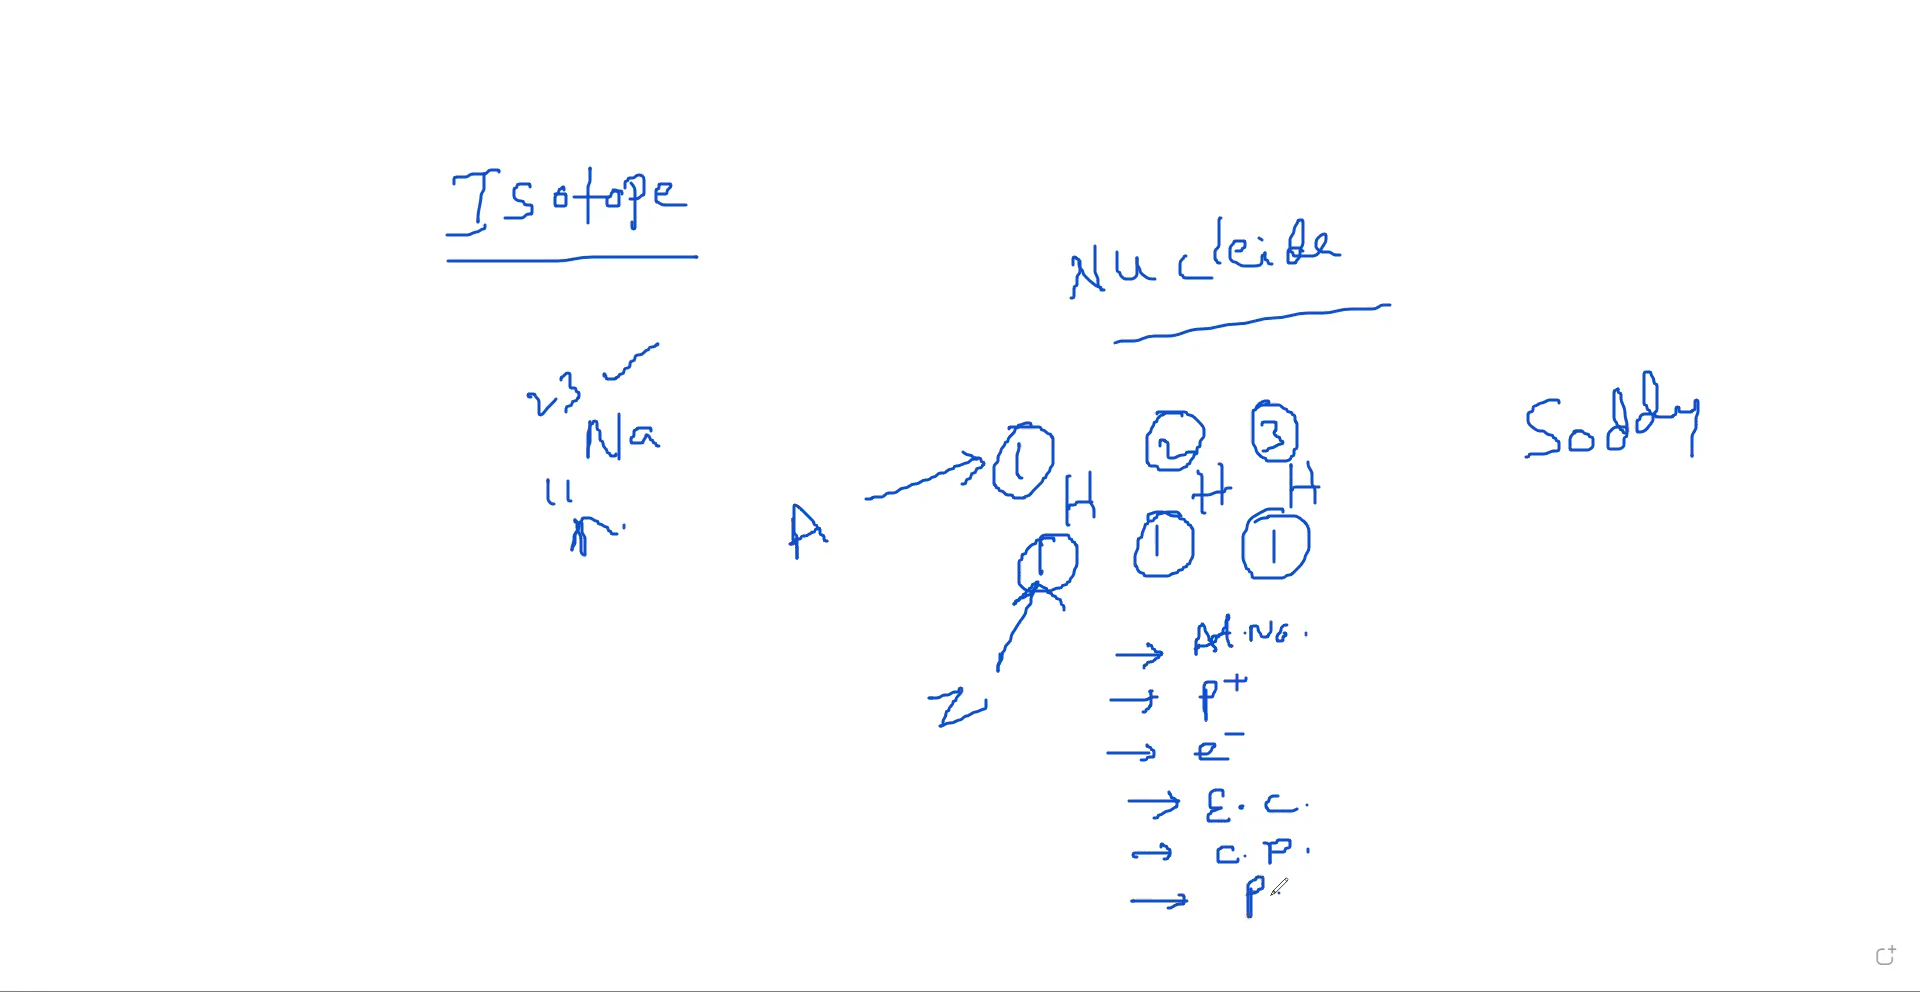 Isotope
Nucleide
23
Na
11
A
1 H 1
2 H 1
3 H 1
Soddy
Z
→ At.No.
→ p+
→ e−
→ E.C.
→ C.P.
→ P